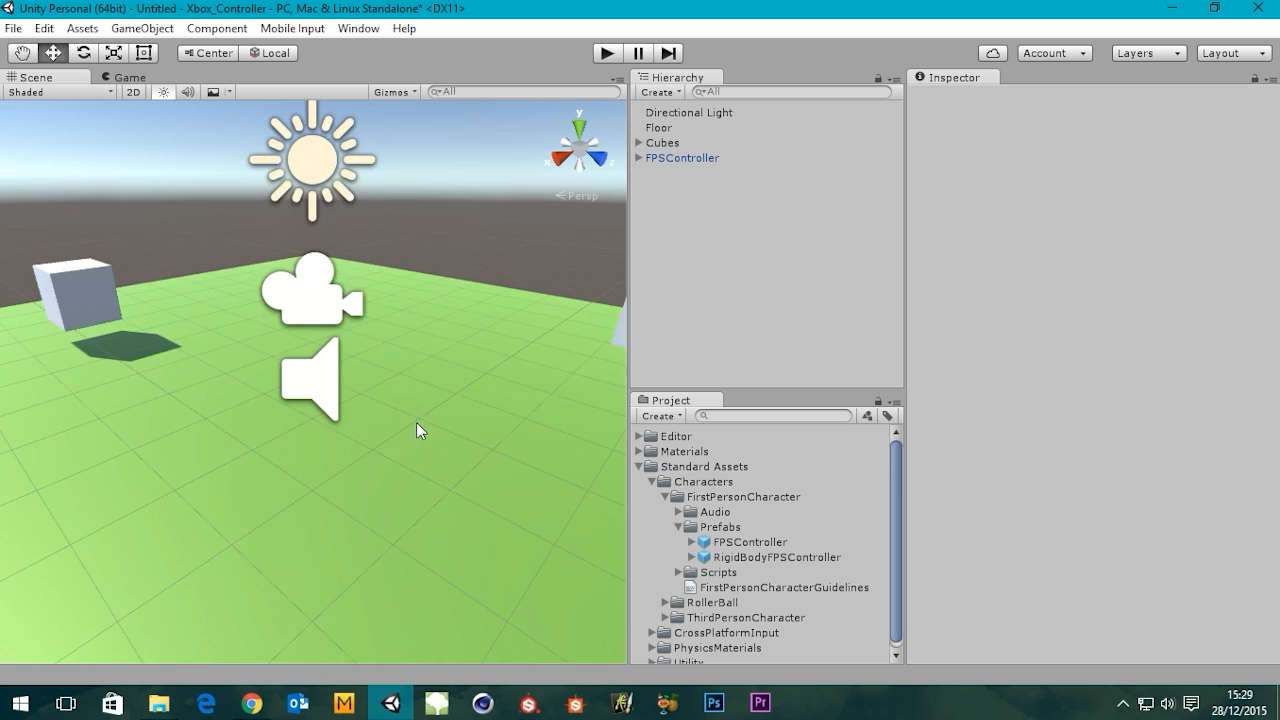 Unity Personal (64bit) - Untitled - Xbox_Controller - PC, Mac & Linux Standalone* <DX11>
File Edit Assets GameObject Component Mobile Input Window Help
Center Local Account Layers Layout
Scene Game Hierarchy Inspector
Shaded 2D Gizmos All Create All
y
x z
Persp
Directional Light
Floor
Cubes
FPSController
Project
Create
Editor
Materials
Standard Assets
Characters
FirstPersonCharacter
Audio
Prefabs
FPSController
RigidBodyFPSController
Scripts
FirstPersonCharacterGuidelines
RollerBall
ThirdPersonCharacter
CrossPlatformInput
PhysicsMaterials
Utility
M Ps Pr
15:29
28/12/2015